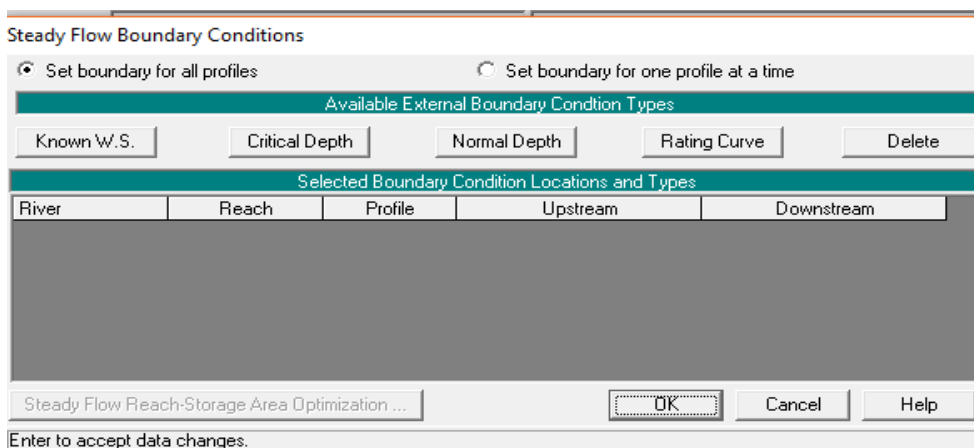 Steady Flow Boundary Conditions
Set boundary for all profiles Set boundary for one profile at a time
Available External Boundary Condtion Types
Known W.S. Critical Depth Normal Depth Rating Curve Delete
Selected Boundary Condition Locations and Types
River Reach Profile Upstream Downstream
Steady Flow Reach-Storage Area Optimization ... OK Cancel Help
Enter to accept data changes.